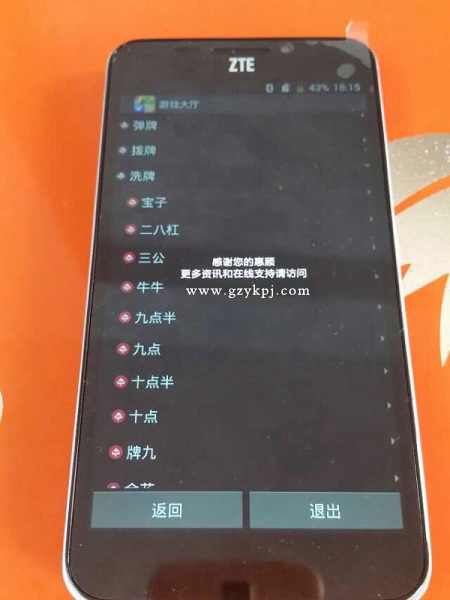 ZTE
43% 18:15
游戏大厅
弹牌
拨牌
洗牌
宝子
二八杠
三公
感谢您的惠顾
更多资讯和在线支持请访问
www.gzykpj.com
牛牛
九点半
九点
十点半
十点
牌九
金花
返回
退出